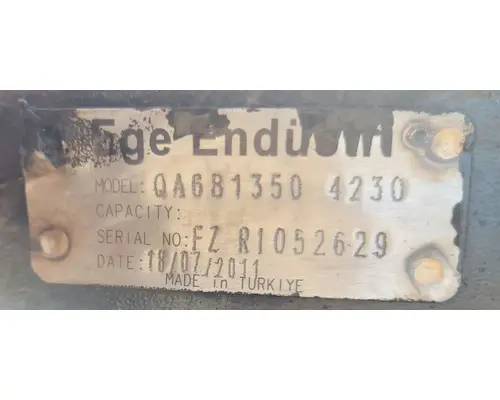 Ege Endüstri
MODEL: QA681350 4230
CAPACITY:
SERIAL NO: FZ R1052629
DATE: 18/07/2011
MADE in TURKIYE